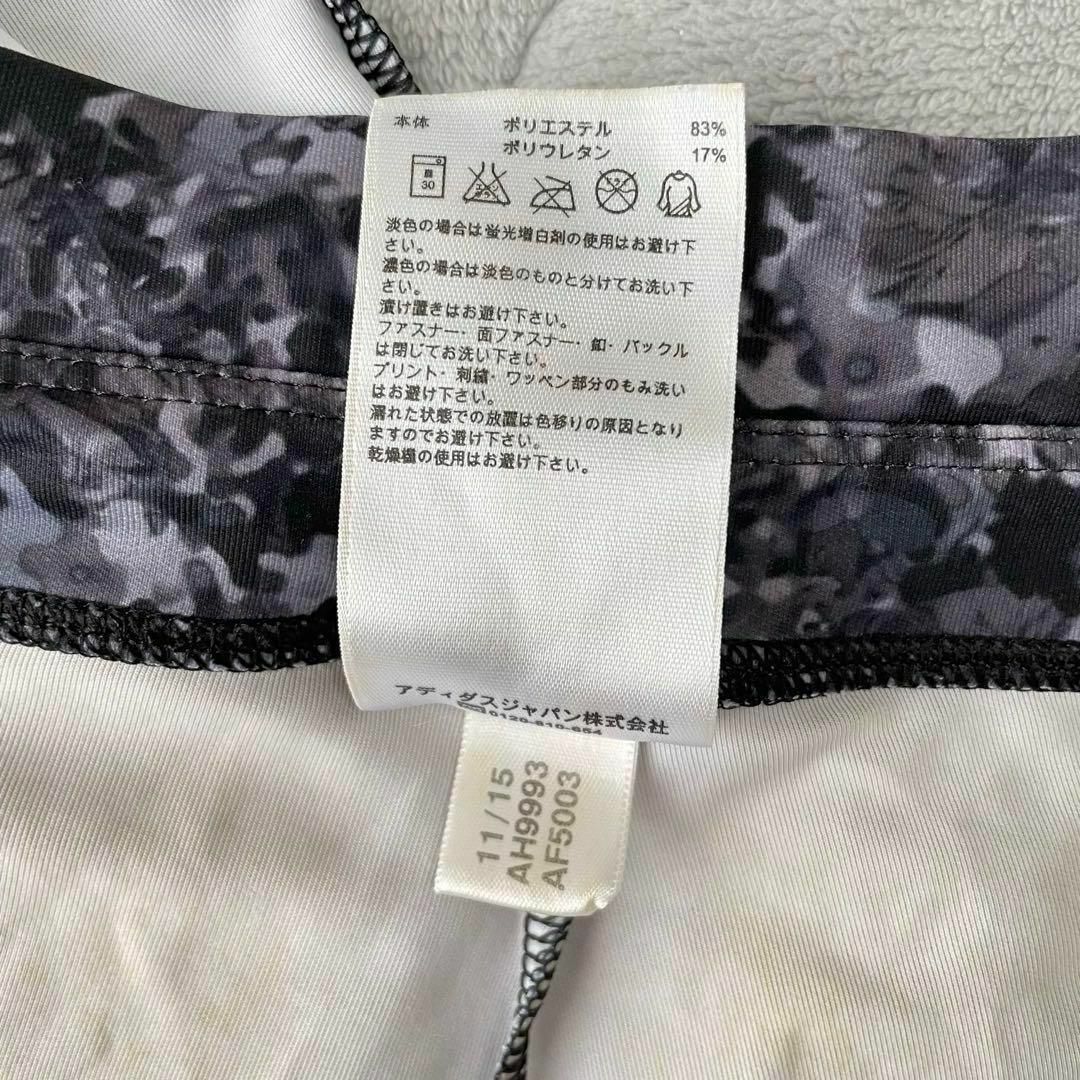 本体 ポリエステル 83%
ポリウレタン 17%
30
淡色の場合は蛍光増白剤の使用はお避け下
さい。
濃色の場合は淡色のものと分けてお洗い下
さい。
漬け置きはお避け下さい。
ファスナー・面ファスナー・釦・バックル
は閉じてお洗い下さい。
プリント・刺繍・ワッペン部分のもみ洗い
はお避け下さい。
濡れた状態での放置は色移りの原因となり
ますのでお避け下さい。
乾燥機の使用はお避け下さい。
アディダスジャパン株式会社
11/15
AH9993
AF5003